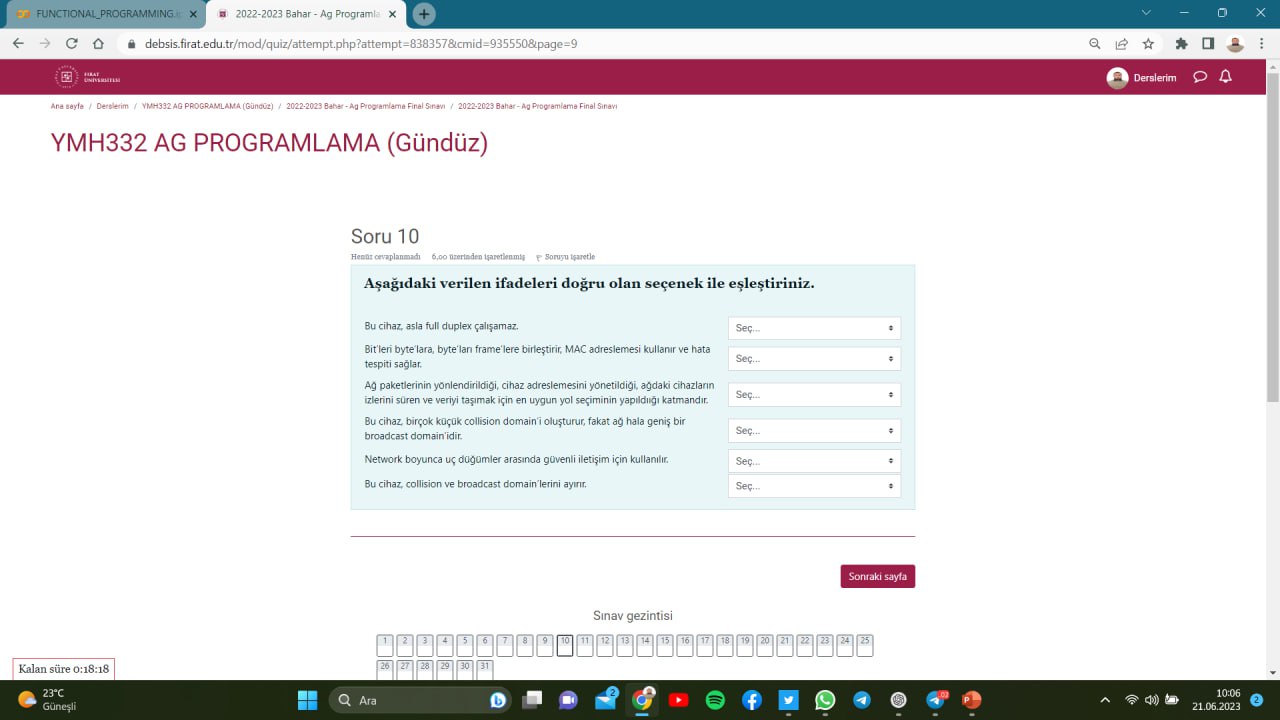 FUNCTIONAL_PROGRAMMING.i
2022-2023 Bahar - Ag Programla
debsis.firat.edu.tr/mod/quiz/attempt.php?attempt=838357&cmid=935550&page=9
FIRAT
ÜNİVERSİTESİ
Derslerim
Ana sayfa / Derslerim / YMH332 AG PROGRAMLAMA (Gündüz) / 2022-2023 Bahar - Ag Programlama Final Sınavı / 2022-2023 Bahar - Ag Programlama Final Sınavı
YMH332 AG PROGRAMLAMA (Gündüz)
Soru 10
Henüz cevaplanmadı 6,00 üzerinden işaretlenmiş Soruyu işaretle
Aşağıdaki verilen ifadeleri doğru olan seçenek ile eşleştiriniz.
Bu cihaz, asla full duplex çalışamaz.
Seç...
Bit'leri byte'lara, byte'ları frame'lere birleştirir, MAC adreslemesi kullanır ve hata
tespiti sağlar.
Seç...
Ağ paketlerinin yönlendirildiği, cihaz adreslemesini yönetildiği, ağdaki cihazların
izlerini süren ve veriyi taşımak için en uygun yol seçiminin yapıldıığı katmandır.
Seç...
Bu cihaz, birçok küçük collision domain'i oluşturur, fakat ağ hala geniş bir
broadcast domain'idir.
Seç...
Network boyunca uç düğümler arasında güvenli iletişim için kullanılır.
Seç...
Bu cihaz, collision ve broadcast domain'lerini ayırır.
Seç...
Sonraki sayfa
Sınav gezintisi
1 2 3 4 5 6 7 8 9 10 11 12 13 14 15 16 17 18 19 20 21 22 23 24 25
26 27 28 29 30 31
Kalan süre 0:18:18
23°C
Güneşli
Ara
2
10:06
21.06.2023
2